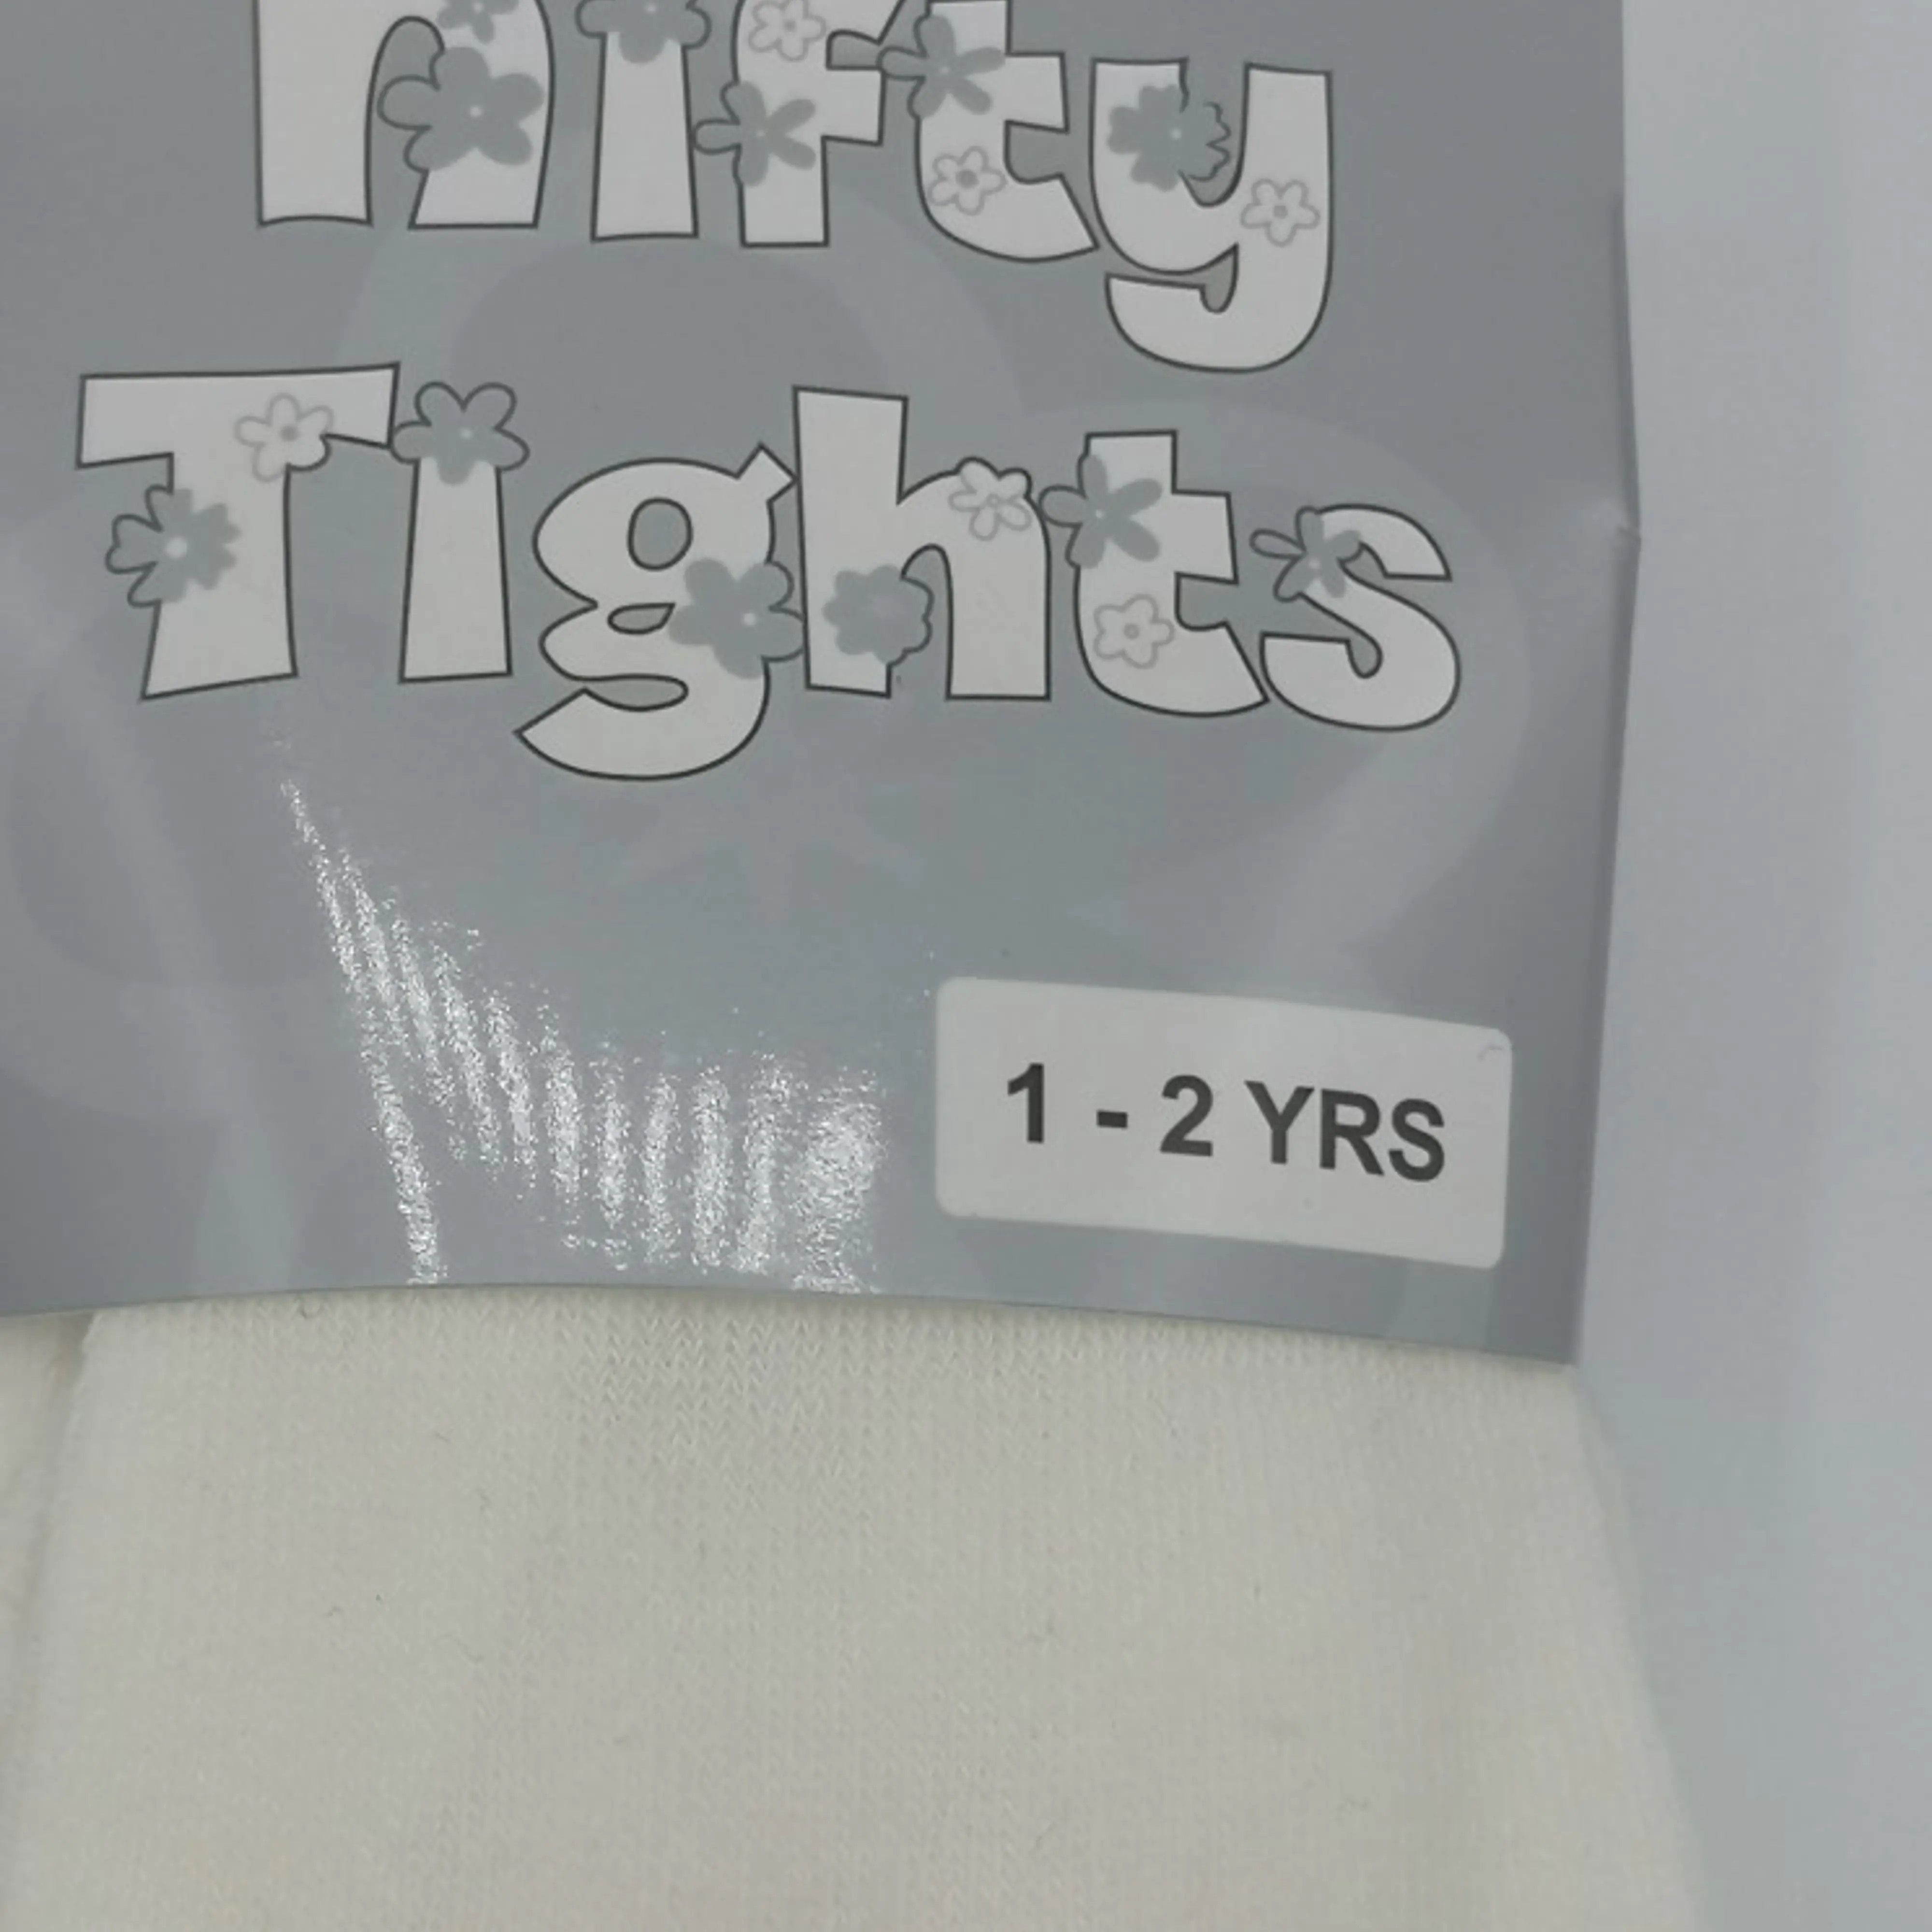 nifty
Tights
1 - 2 YRS